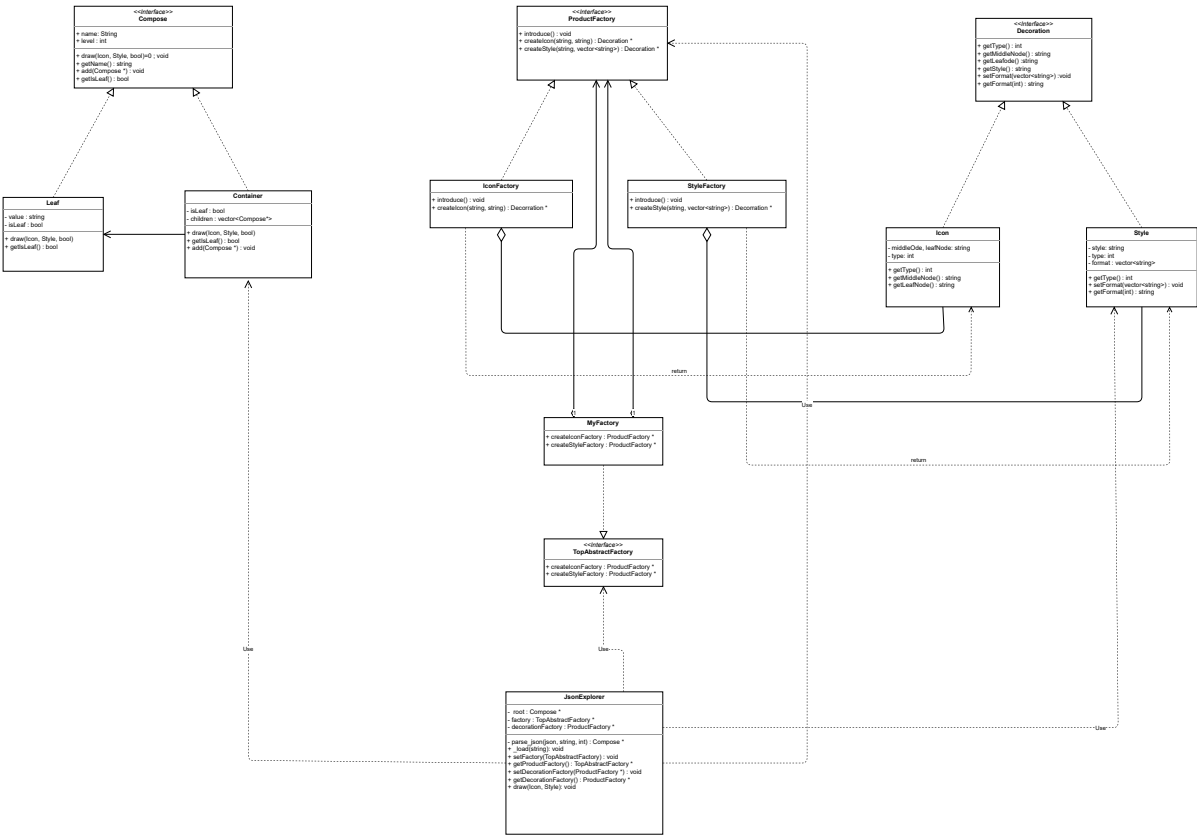 <<Interface>>
Compose
+ name: String
+ level : int
+ draw(Icon, Style, bool)=0 : void
+ getName() : string
+ add(Compose *) : void
+ getIsLeaf() : bool
<<Interface>>
ProductFactory
+ introduce() : void
+ createIcon(string, string) : Decoration *
+ createStyle(string, vector<string>) : Decoration *
<<Interface>>
Decoration
+ getType() : int
+ getMiddleNode() : string
+ getLeafode() :string
+ getStyle() : string
+ setFormat(vector<string>) :void
+ getFormat(int) : string
Leaf
- value : string
- isLeaf : bool
+ draw(Icon, Style, bool)
+ getIsLeaf() : bool
Container
- isLeaf : bool
- children : vector<Compose*>
+ draw(Icon, Style, bool)
+ getIsLeaf() : bool
+ add(Compose *) : void
IconFactory
+ introduce() : void
+ createIcon(string, string) : Decorration *
StyleFactory
+ introduce() : void
+ createStyle(string, vector<string>) : Decoration *
Icon
- middleOde, leafNode: string
- type: int
+ getType() : int
+ getMiddleNode() : string
+ getLeafNode() : string
Style
- style: string
- type: int
- format : vector<string>
+ getType() : int
+ setFormat(vector<string>) : void
+ getFormat(int) : string
return
Use
1
1
MyFactory
+ createIconFactory : ProductFactory *
+ createStyleFactory : ProductFactory *
return
<<Interface>>
TopAbstractFactory
+ createIconFactory : ProductFactory *
+ createStyleFactory : ProductFactory *
Use
Use
JsonExplorer
- root : Compose *
- factory : TopAbstractFactory *
- decorationFactory : ProductFactory *
- parse_json(json, string, int) : Compose *
+ _load(string): void
+ setFactory(TopAbstractFactory) : void
+ getProductFactory() : TopAbstractFactory *
+ setDecorationFactory(ProductFactory *) : void
+ getDecorationFactory() : ProductFactory *
+ draw(Icon, Style): void
Use